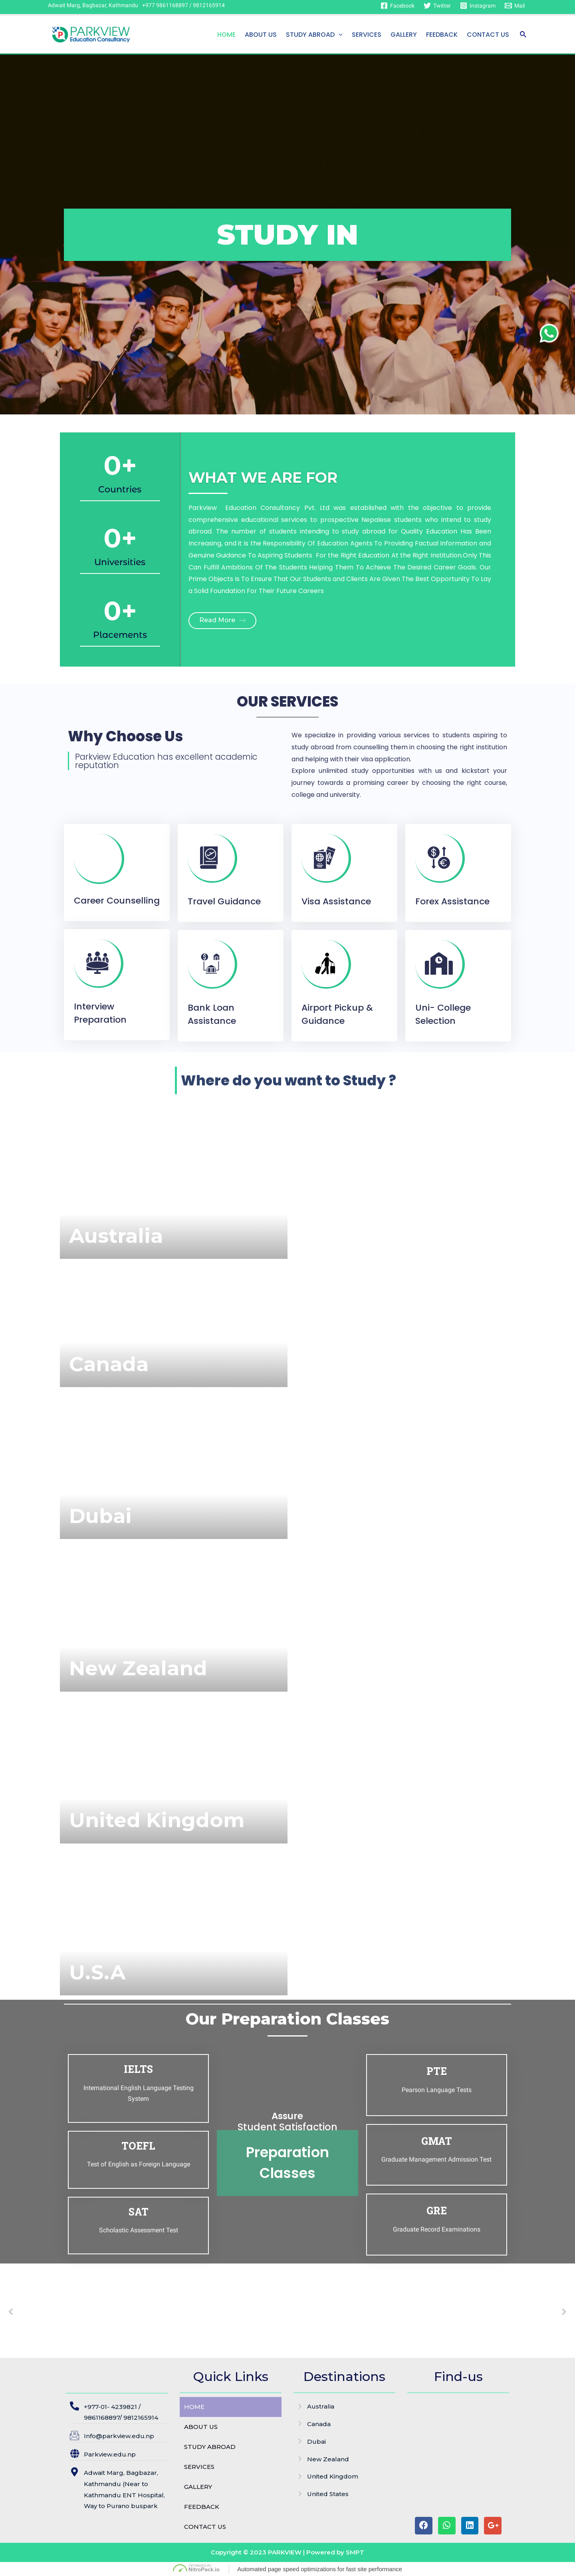 Adwait Marg, Bagbazar, Kathmandu +977 9861168897 / 9812165914
Facebook Twitter Instagram Mail
PARKVIEW
Education Consultancy
HOME ABOUT US STUDY ABROAD SERVICES GALLERY FEEDBACK CONTACT US
STUDY IN
0+
Countries
0+
Universities
0+
Placements
WHAT WE ARE FOR
Parkview Education Consultancy Pvt. Ltd was established with the objective to provide
comprehensive educational services to prospective Nepalese students who intend to study
abroad. The number of students intending to study abroad for Quality Education Has Been
Increasing, and it is the Responsibility Of Education Agents To Providing Factual Information and
Genuine Guidance To Aspiring Students For the Right Education At the Right Institution.Only This
Can Fulfill Ambitions Of The Students Helping Them To Achieve The Desired Career Goals. Our
Prime Objects Is To Ensure That Our Students and Clients Are Given The Best Opportunity To Lay
a Solid Foundation For Their Future Careers
Read More
OUR SERVICES
Why Choose Us
Parkview Education has excellent academic
reputation
We specialize in providing various services to students aspiring to
study abroad from counselling them in choosing the right institution
and helping with their visa application.
Explore unlimited study opportunities with us and kickstart your
journey towards a promising career by choosing the right course,
college and university.
Career Counselling
Travel Guidance
Visa Assistance
Forex Assistance
Interview
Preparation
Bank Loan
Assistance
Airport Pickup &
Guidance
Uni- College
Selection
Where do you want to Study ?
Australia
Canada
Dubai
New Zealand
United Kingdom
U.S.A
Our Preparation Classes
IELTS
International English Language Testing
System
TOEFL
Test of English as Foreign Language
SAT
Scholastic Assessment Test
Assure
Student Satisfaction
Preparation
Classes
PTE
Pearson Language Tests
GMAT
Graduate Management Admission Test
GRE
Graduate Record Examinations
+977-01- 4239821 /
9861168897/ 9812165914
Info@parkview.edu.np
Parkview.edu.np
Adwait Marg, Bagbazar,
Kathmandu (Near to
Kathmandu ENT Hospital,
Way to Purano buspark
Quick Links
HOME
ABOUT US
STUDY ABROAD
SERVICES
GALLERY
FEEDBACK
CONTACT US
Destinations
Australia
Canada
Dubai
New Zealand
United Kingdom
United States
Find-us
Copyright © 2023 PARKVIEW | Powered by SMPT
NitroPack.io
Automated page speed optimizations for fast site performance